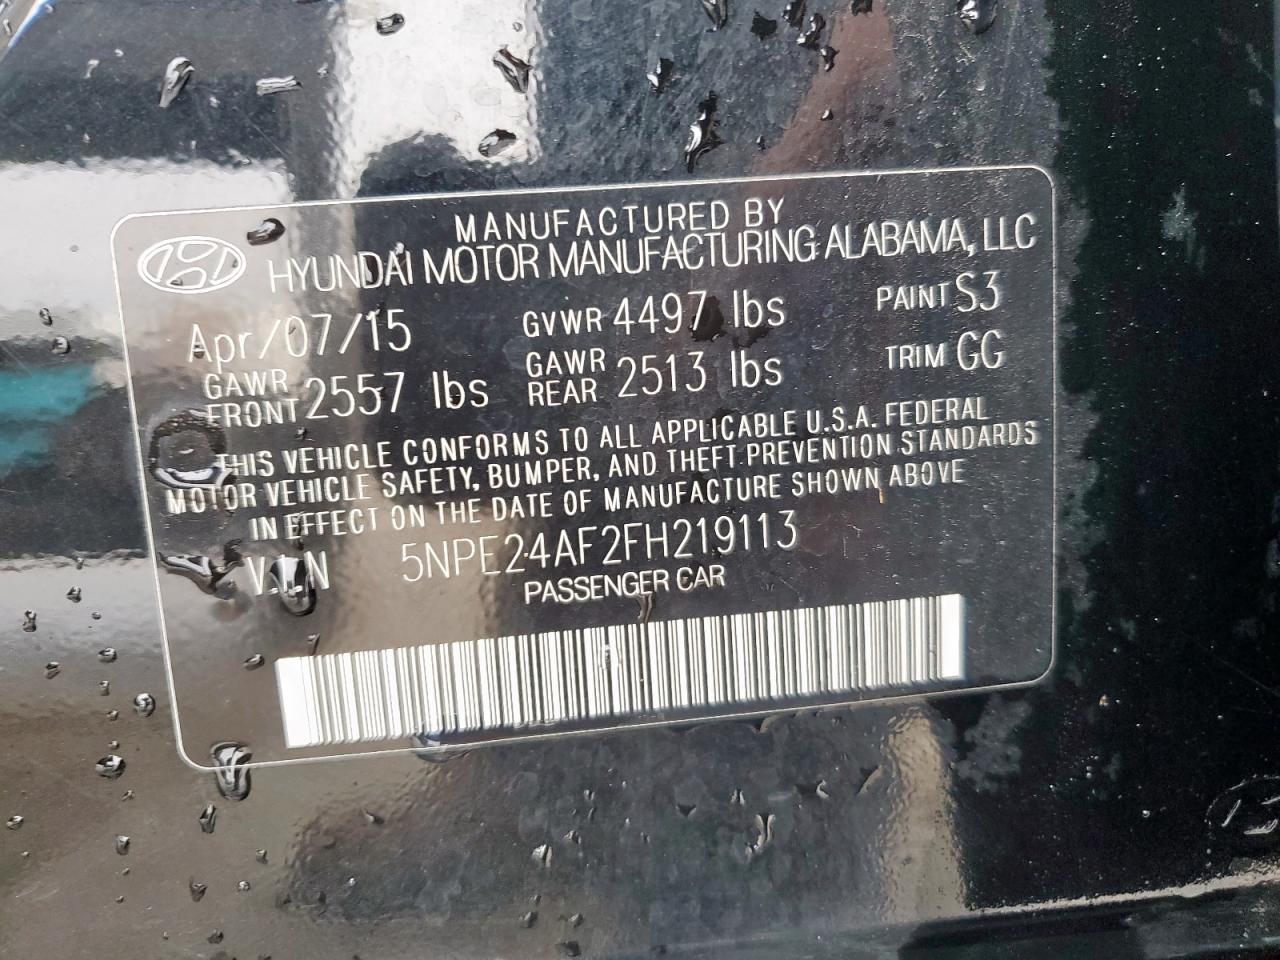 MANUFACTURED BY
HYUNDAI MOTOR MANUFACTURING ALABAMA, LLC
Apr/07/15 GVWR 4497 lbs PAINT S3
GAWR FRONT 2557 lbs GAWR REAR 2513 lbs TRIM GG
THIS VEHICLE CONFORMS TO ALL APPLICABLE U.S.A. FEDERAL
MOTOR VEHICLE SAFETY, BUMPER, AND THEFT PREVENTION STANDARDS
IN EFFECT ON THE DATE OF MANUFACTURE SHOWN ABOVE
V.I.N 5NPE24AF2FH219113
PASSENGER CAR